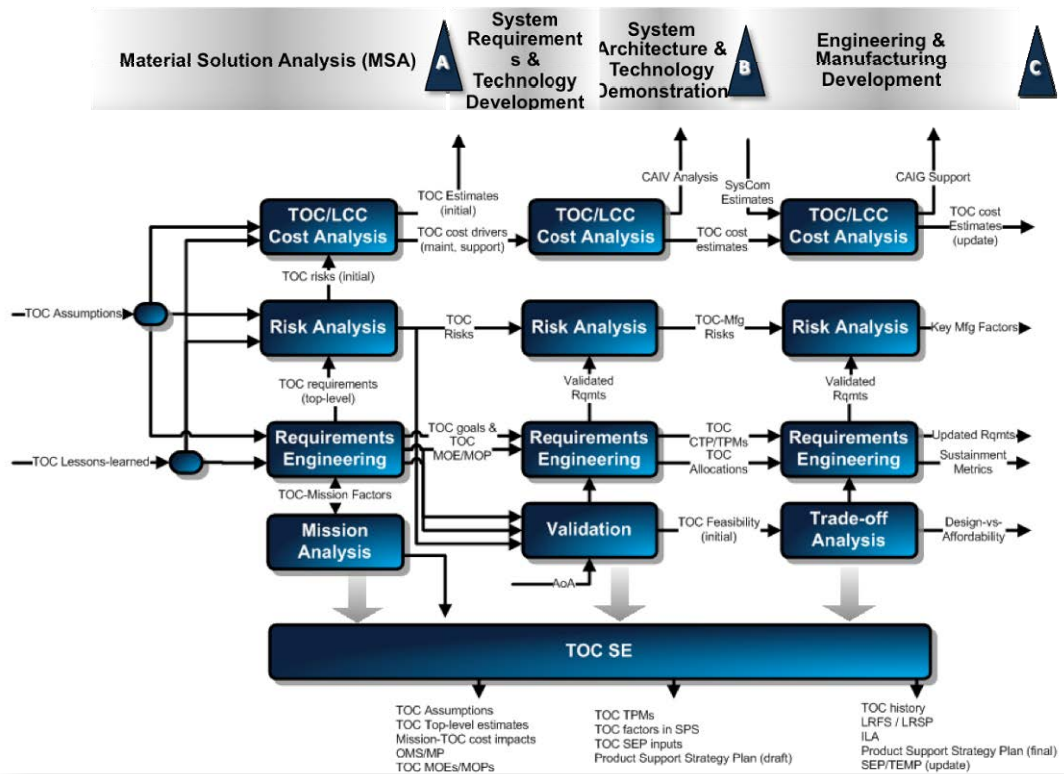 Material Solution Analysis (MSA)
A
System
Requirement
s &
Technology
Development
System
Architecture &
Technology
Demonstration
B
Engineering &
Manufacturing
Development
C
TOC Estimates
(initial)
CAIV Analysis
SysCom
Estimates
CAIG Support
TOC/LCC
Cost Analysis
TOC cost drivers
(maint, support)
TOC/LCC
Cost Analysis
TOC cost
estimates
TOC/LCC
Cost Analysis
TOC cost
Estimates
(update)
TOC risks (initial)
TOC Assumptions
Risk Analysis
TOC
Risks
Risk Analysis
TOC-Mfg
Risks
Risk Analysis
Key Mfg Factors
TOC requirements
(top-level)
Validated
Rqmts
Validated
Rqmts
TOC Lessons-learned
Requirements
Engineering
TOC goals &
TOC
MOE/MOP
Requirements
Engineering
TOC
CTP/TPMs
TOC
Allocations
Requirements
Engineering
Updated Rqmts
Sustainment
Metrics
TOC-Mission Factors
Mission
Analysis
Validation
TOC Feasibility
(initial)
Trade-off
Analysis
Design-vs-
Affordability
AoA
TOC SE
TOC Assumptions
TOC Top-level estimates
Mission-TOC cost impacts
OMS/MP
TOC MOEs/MOPs
TOC TPMs
TOC factors in SPS
TOC SEP inputs
Product Support Strategy Plan (draft)
TOC history
LRFS / LRSP
ILA
Product Support Strategy Plan (final)
SEP/TEMP (update)